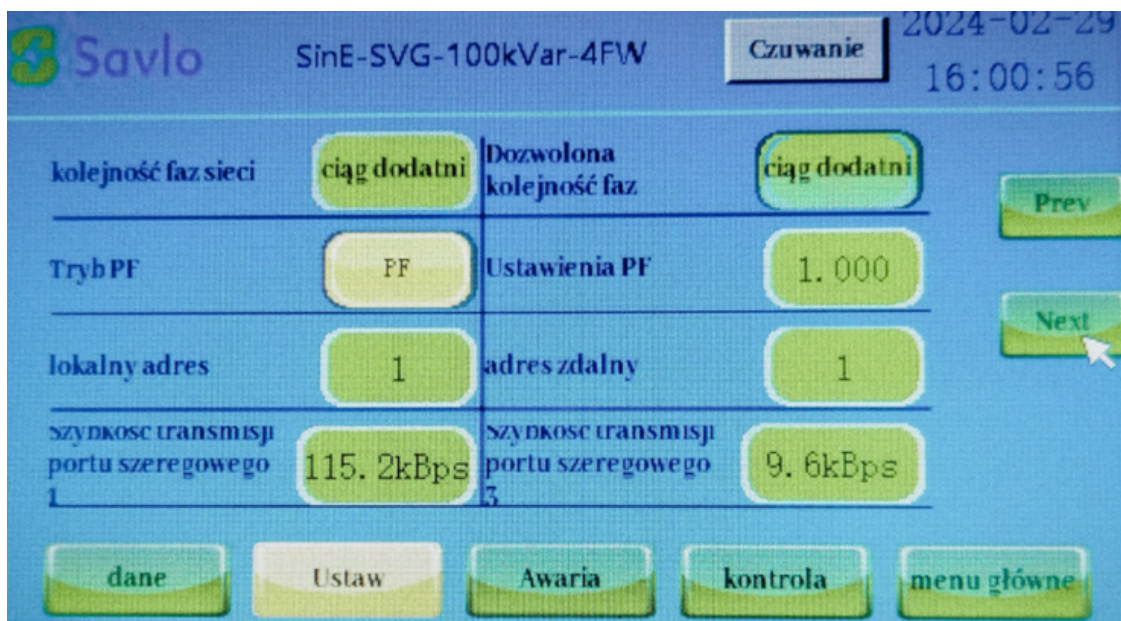 Savlo
SinE-SVG-100kVar-4FW
Czuwanie
2024-02-29
16:00:56
kolejność faz sieci
ciąg dodatni
Dozwolona
kolejność faz
ciąg dodatni
Prev
Tryb PF
PF
Ustawienia PF
1.000
Next
lokalny adres
1
adres zdalny
1
Szybkość transmisji
portu szeregowego
1
115.2kBps
Szybkość transmisji
portu szeregowego
3
9.6kBps
dane
Ustaw
Awaria
kontrola
menu główne